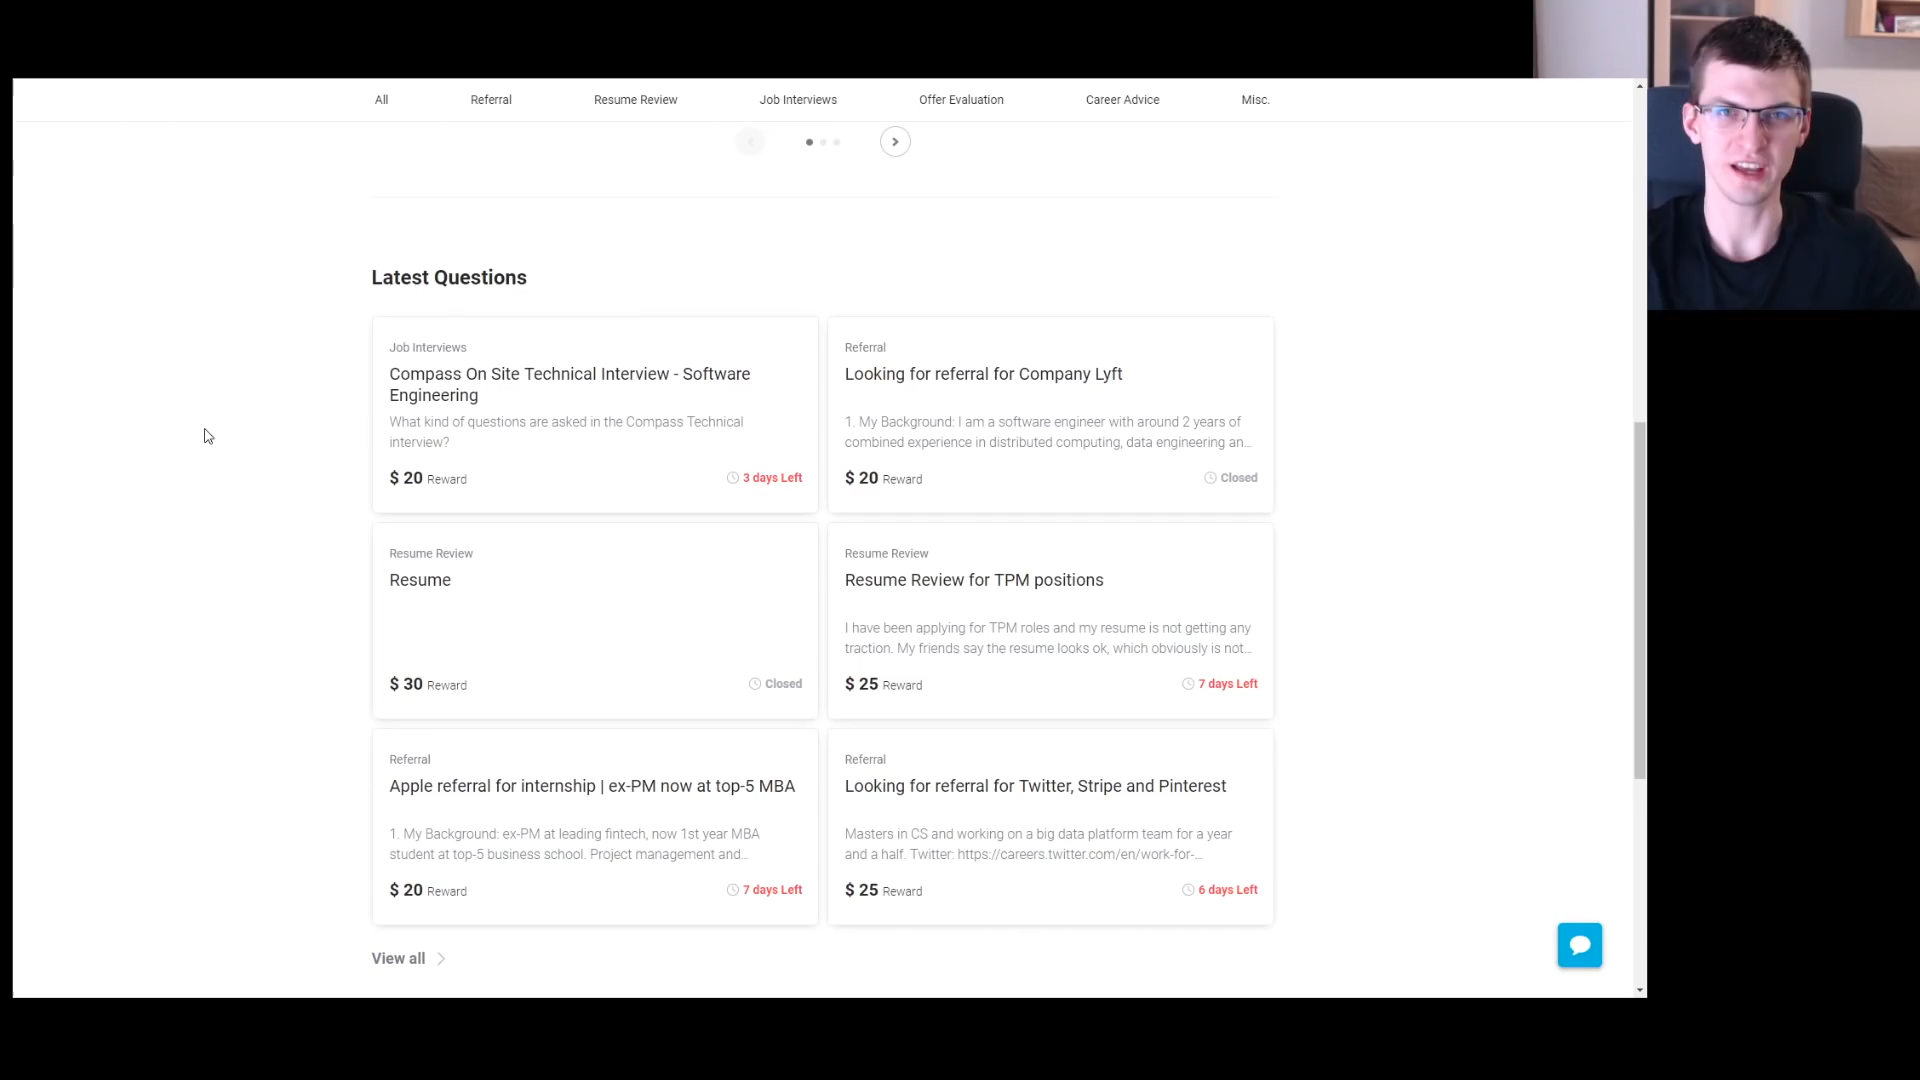 All Referral Resume Review Job Interviews Offer Evaluation Career Advice Misc.
Latest Questions
Job Interviews
Compass On Site Technical Interview - Software
Engineering
What kind of questions are asked in the Compass Technical
interview?
$ 20 Reward 3 days Left
Referral
Looking for referral for Company Lyft
1. My Background: I am a software engineer with around 2 years of
combined experience in distributed computing, data engineering an...
$ 20 Reward Closed
Resume Review
Resume
$ 30 Reward Closed
Resume Review
Resume Review for TPM positions
I have been applying for TPM roles and my resume is not getting any
traction. My friends say the resume looks ok, which obviously is not...
$ 25 Reward 7 days Left
Referral
Apple referral for internship | ex-PM now at top-5 MBA
1. My Background: ex-PM at leading fintech, now 1st year MBA
student at top-5 business school. Project management and...
$ 20 Reward 7 days Left
Referral
Looking for referral for Twitter, Stripe and Pinterest
Masters in CS and working on a big data platform team for a year
and a half. Twitter: https://careers.twitter.com/en/work-for-...
$ 25 Reward 6 days Left
View all